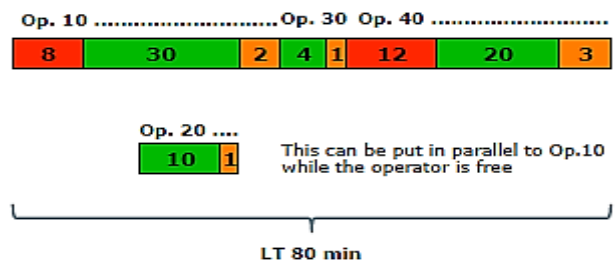 Op. 10 ............................ Op. 30 Op. 40 ..........................
8 30 2 4 1 12 20 3
Op. 20 ....
10 1
This can be put in parallel to Op.10
while the operator is free
LT 80 min